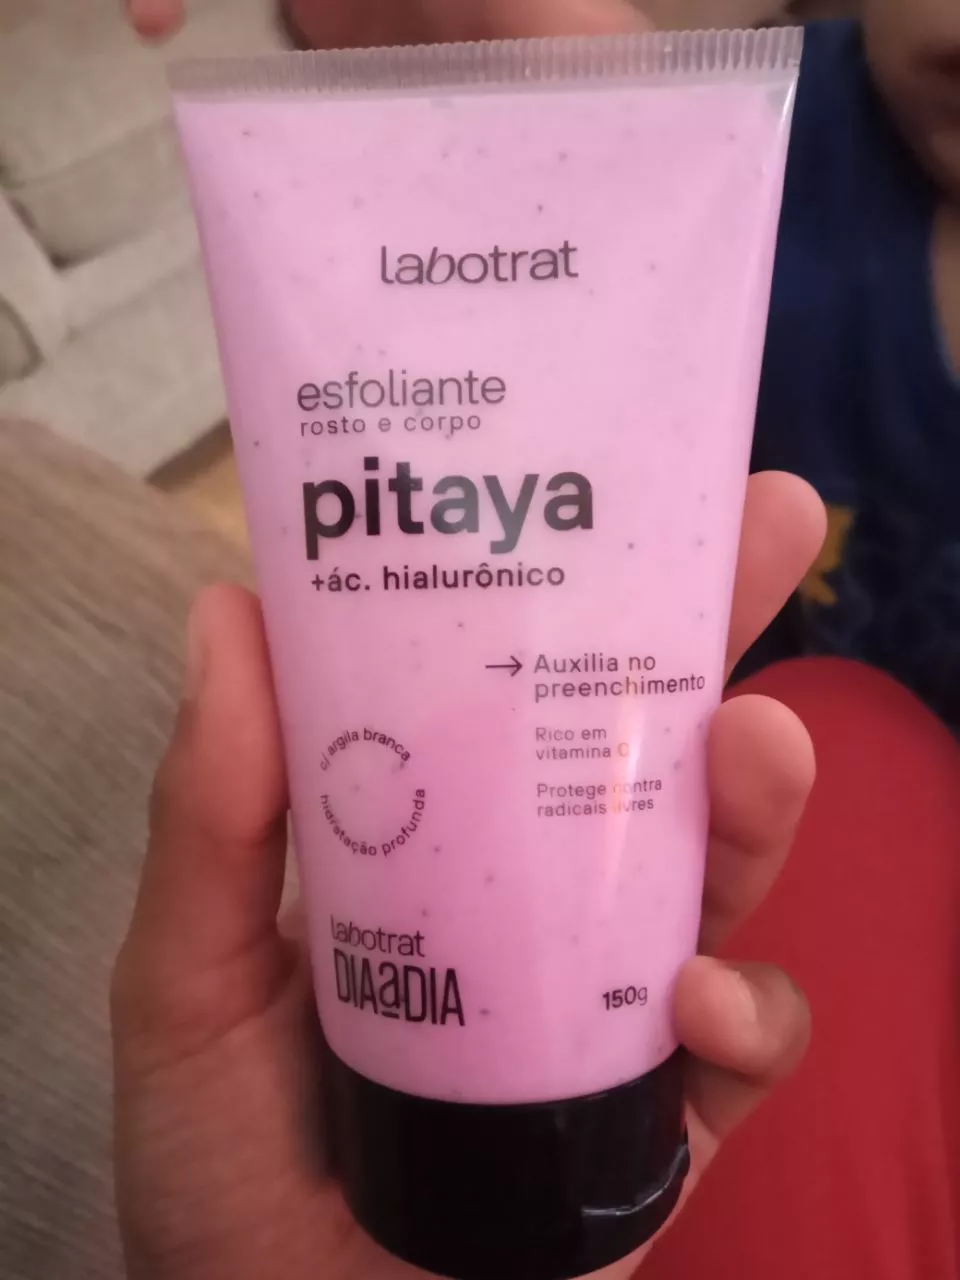 labotrat
esfoliante
rosto e corpo
pitaya
+ác. hialurônico
→ Auxilia no
preenchimento
Rico em
vitamina C
Protege contra
radicais livres
c/ argila branca
hidratação profunda
labotrat
DIAaDIA
150g